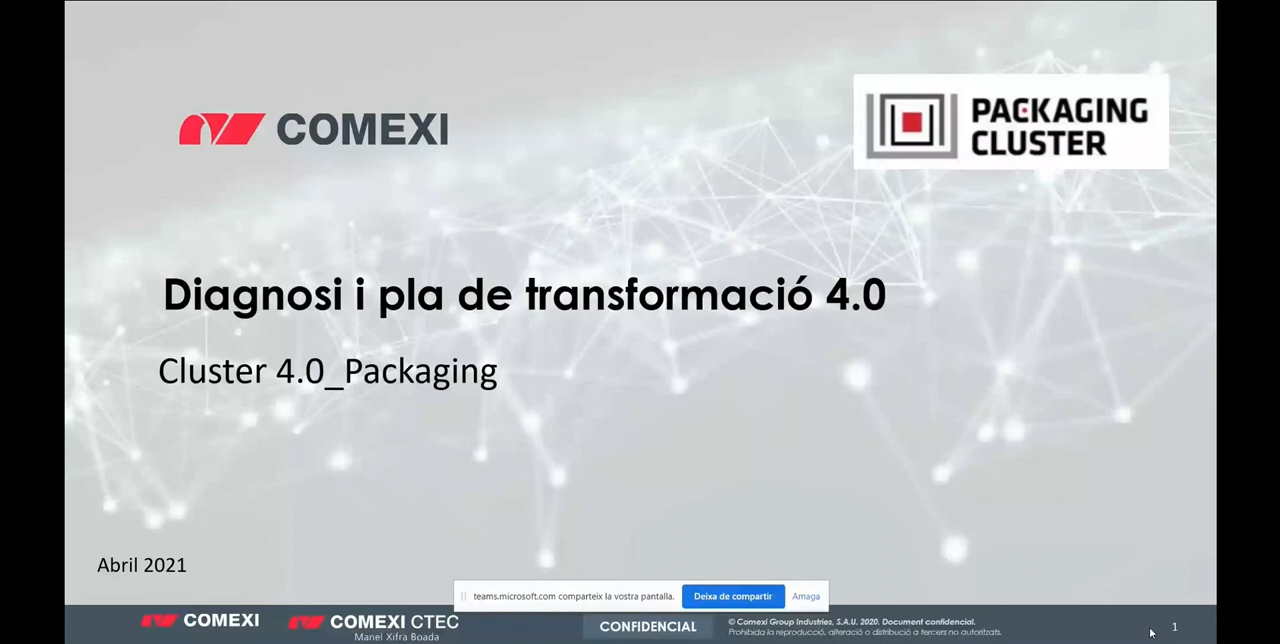 COMEXI
PACKAGING
CLUSTER
Diagnosi i pla de transformació 4.0
Cluster 4.0_Packaging
Abril 2021
teams.microsoft.com comparteix la vostra pantalla.
Deixa de compartir
Amaga
COMEXI
COMEXI CTEC
Manel Xifra Boada
CONFIDENCIAL
© Comexi Group Industries, S.A.U. 2020. Document confidencial.
Prohibida la reproducció, alteració o distribució a tercers no autoritzats.
1